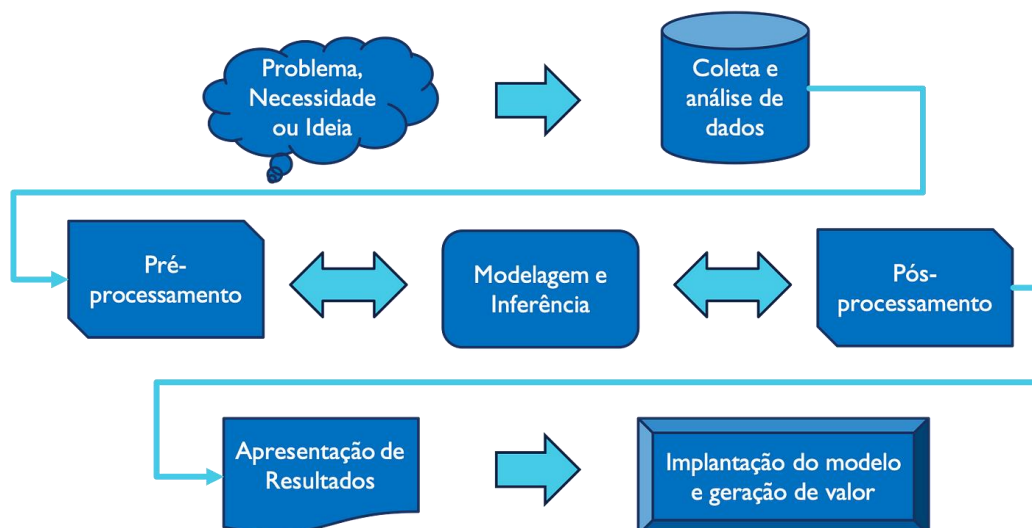 Problema,
Necessidade
ou Ideia
Coleta e
análise de
dados
Pré-
processamento
Modelagem e
Inferência
Pós-
processamento
Apresentação de
Resultados
Implantação do modelo
e geração de valor